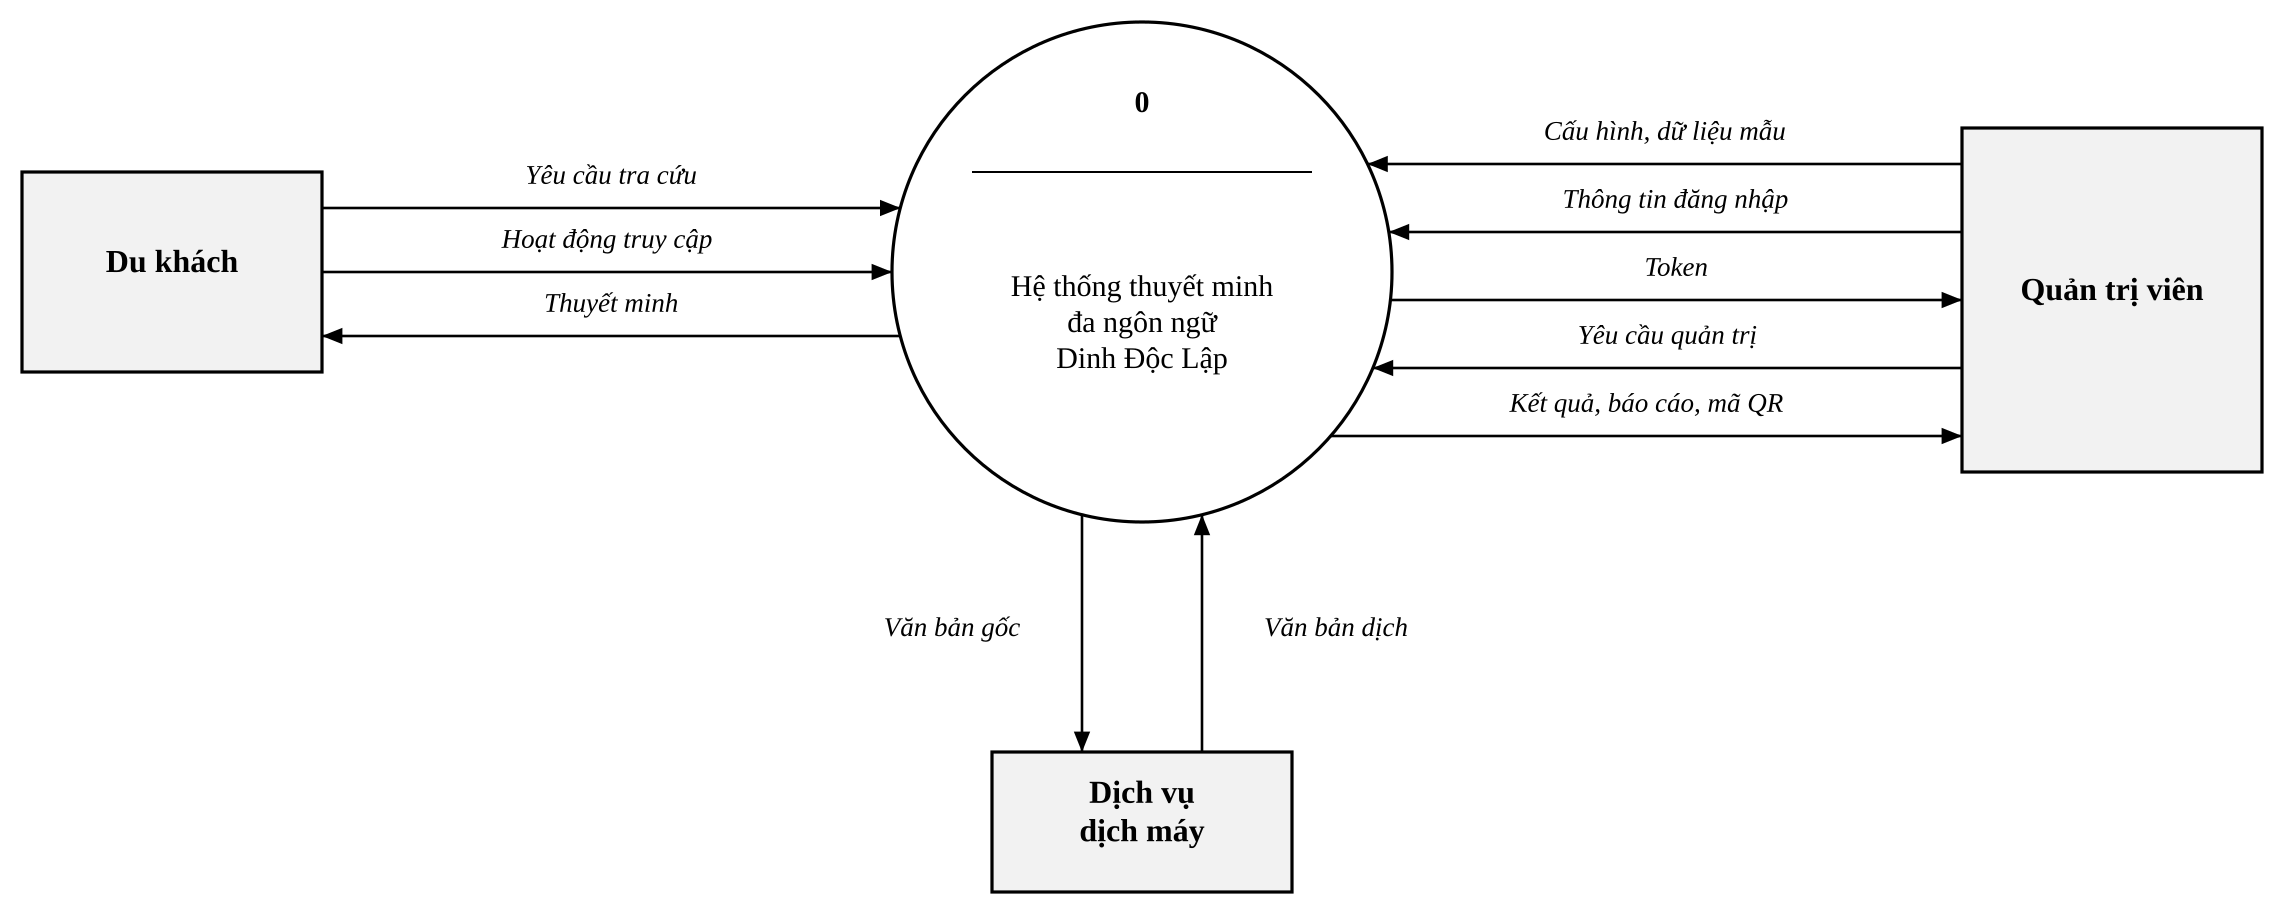 0
Hệ thống thuyết minh
đa ngôn ngữ
Dinh Độc Lập
Du khách
Yêu cầu tra cứu
Hoạt động truy cập
Thuyết minh
Cấu hình, dữ liệu mẫu
Thông tin đăng nhập
Token
Yêu cầu quản trị
Kết quả, báo cáo, mã QR
Quản trị viên
Văn bản gốc
Văn bản dịch
Dịch vụ
dịch máy